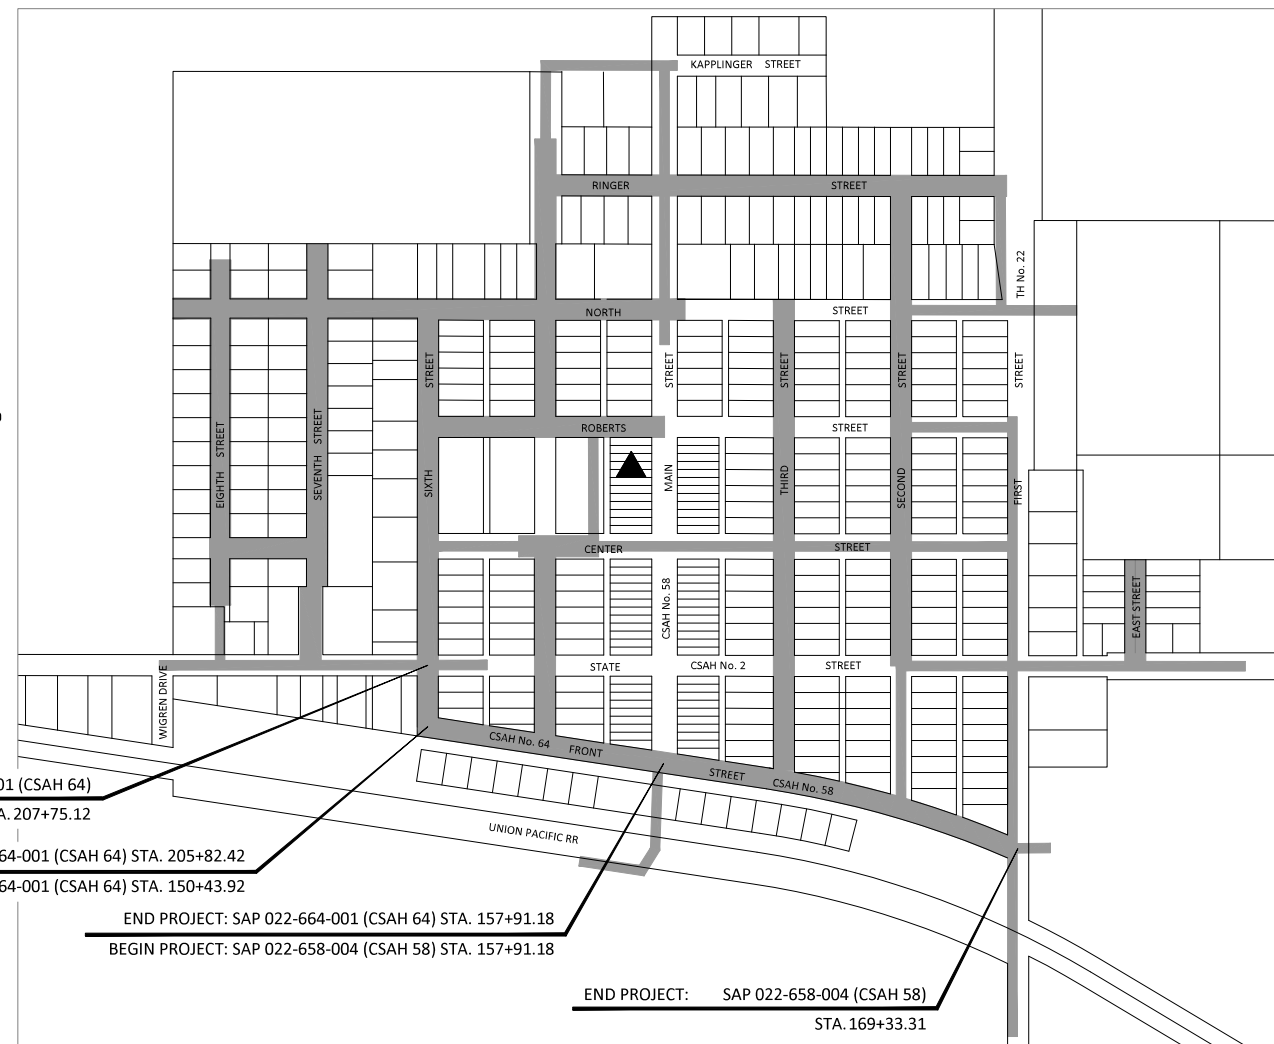 KAPPLINGER STREET
RINGER STREET
TH No. 22
NORTH STREET
STREET
STREET
STREET
STREET
STREET
ROBERTS STREET
EIGHTH STREET
SEVENTH STREET
SIXTH
MAIN
THIRD
SECOND
FIRST
CENTER STREET
CSAH No. 58
EAST STREET
STATE CSAH No. 2 STREET
WIGREN DRIVE
CSAH No. 64 FRONT STREET CSAH No. 58
UNION PACIFIC RR
01 (CSAH 64)
A. 207+75.12
64-001 (CSAH 64) STA. 205+82.42
64-001 (CSAH 64) STA. 150+43.92
END PROJECT: SAP 022-664-001 (CSAH 64) STA. 157+91.18
BEGIN PROJECT: SAP 022-658-004 (CSAH 58) STA. 157+91.18
END PROJECT: SAP 022-658-004 (CSAH 58)
STA. 169+33.31